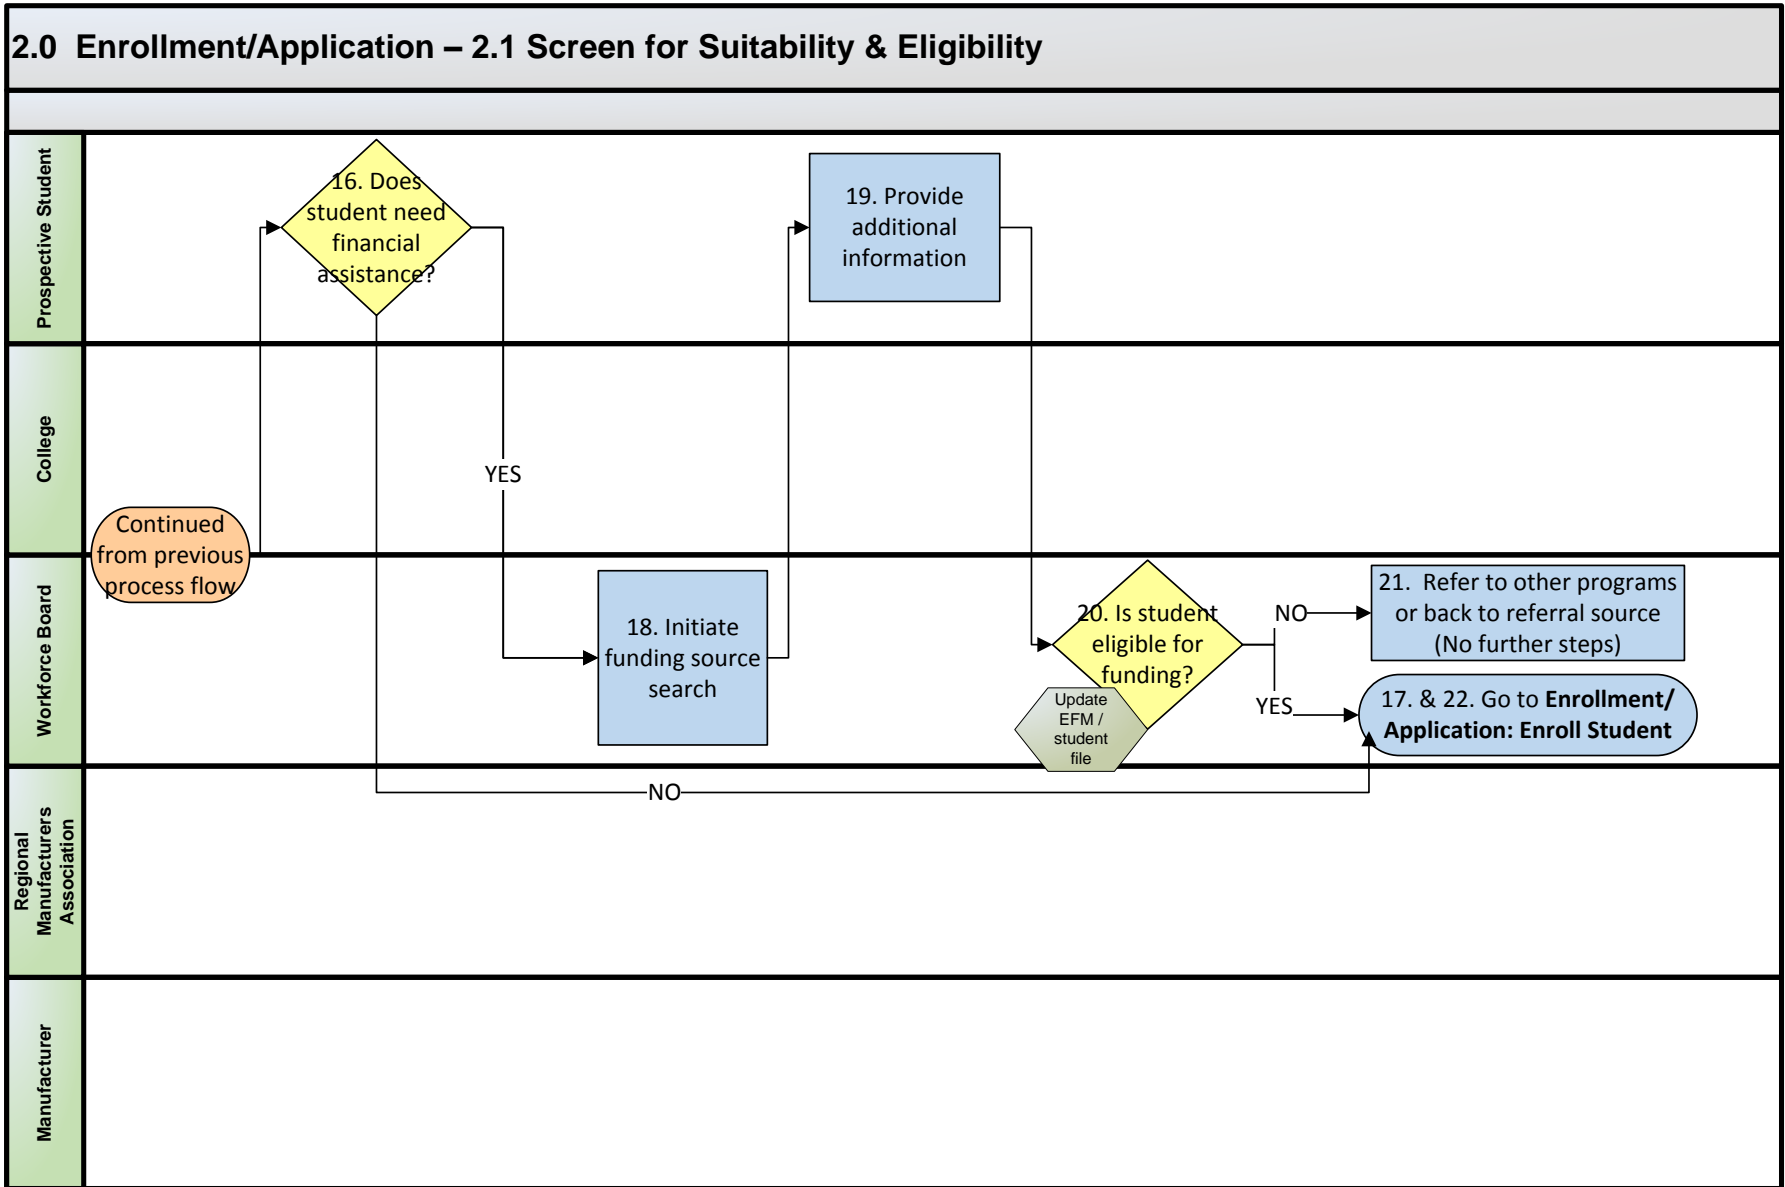 2.0  Enrollment/Application – 2.1 Screen for Suitability & Eligibility
Prospective Student
16. Does
student need
financial
assistance?
19. Provide
additional
information
College
YES
Continued
from previous
process flow
Workforce Board
18. Initiate
funding source
search
20. Is student
eligible for
funding?
Update
EFM /
student
file
NO
21.  Refer to other programs
or back to referral source
(No further steps)
YES
17. & 22. Go to Enrollment/
Application: Enroll Student
NO
Regional
Manufacturers
Association
Manufacturer